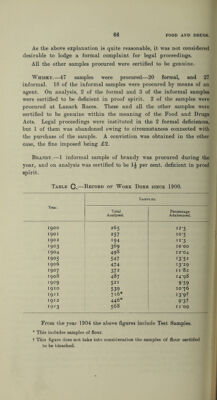 68 FOOD AND DRUGS.
As the above explanation is quite reasonable, it was not considered
desirable to lodge a formal complaint for legal proceedings.
All the other samples procured were certified to be genuine.
WHISKY.—47 samples were procured—20 formal, and 27
informal. 18 of the informal samples were procured by means of an
agent. On analysis, 2 of the formal and 3 of the informal samples
were certified to be deficient in proof spirit. 2 of the samples were
procured at Lanark Races. These and all the other samples were
certified to be genuine within the meaning of the Food and Drugs
Acts. Legal proceedings were instituted in the 2 formal deficiencies,
but 1 of them was abandoned owing to circumstances connected with
the purchase of the sample. A conviction was obtained in the other
case, the fine imposed being £2.
BRANDY.—1 informal sample of brandy was procured during the
year, and on analysis was certified to be 1¼ per cent. deficient in proof
spirit.
TABLE C.—RECORD OF WORK DONE SINCE 1900.
Year. SAMPLES.
Total Analysed. Percentage Adulterated.
1900 265 12·5
1901 257 10·5
1902 194 11·3
1903 369 16·00
1904 498 12·04
1905 547 13·52
1906 474 13·29
1907 372 11·82
1908 487 14·98
1909 521 9·59
1910 539 10·76
1911 716* 13·9†
1912 446* 9·3†
1913 568 11·09
From the year 1904 the above figures include Test Samples.
* This includes samples of flour.
† This figure does not take into consideration the samples of flour certified
to be bleached.